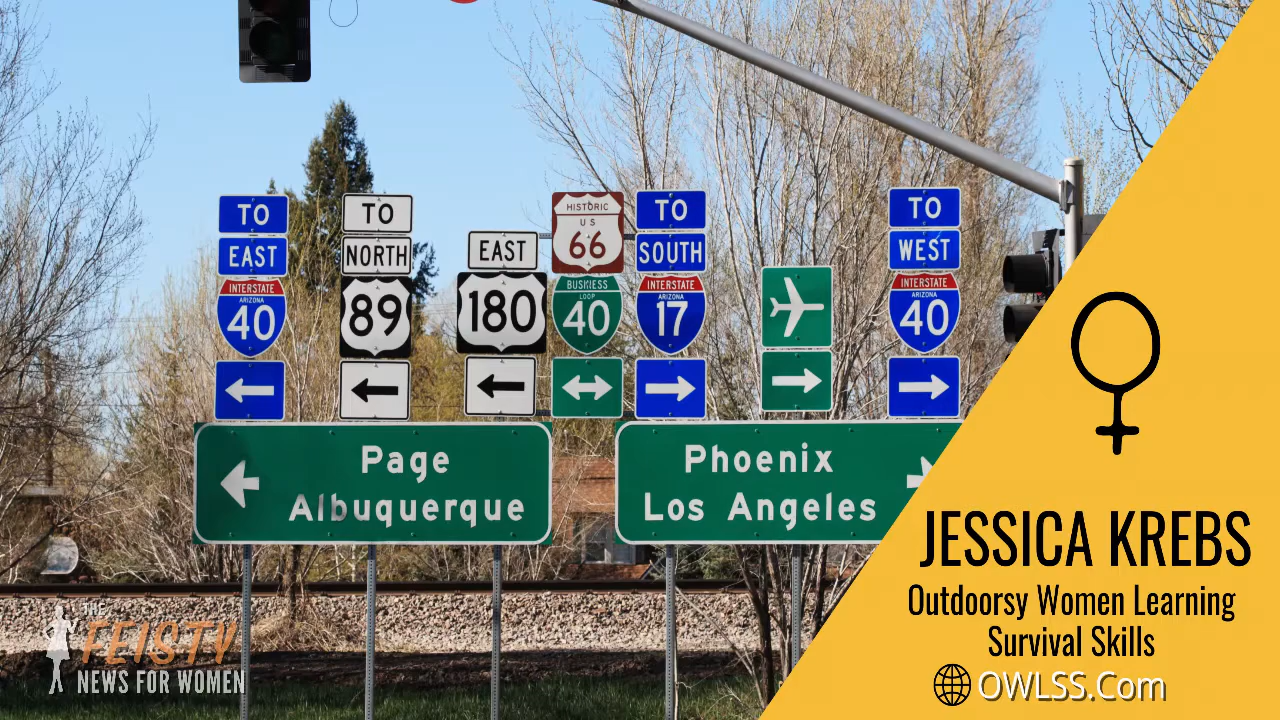 TO
EAST
INTERSTATE
ARIZONA
40
TO
NORTH
89
EAST
180
HISTORIC
US
66
BUSINESS
LOOP
40
TO
SOUTH
INTERSTATE
ARIZONA
17
TO
WEST
INTERSTATE
ARIZONA
40
Page
Albuquerque
Phoenix
Los Angeles
JESSICA KREBS
Outdoorsy Women Learning
Survival Skills
OWLSS.Com
THE
FEISTY
NEWS FOR WOMEN